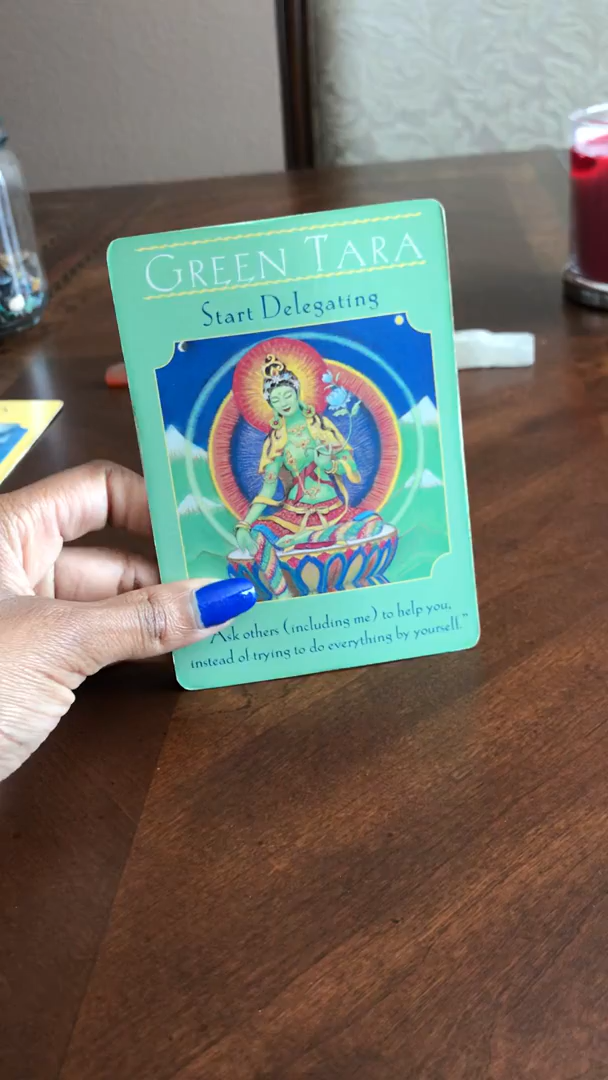 GREEN TARA
Start Delegating
"Ask others (including me) to help you,
instead of trying to do everything by yourself."